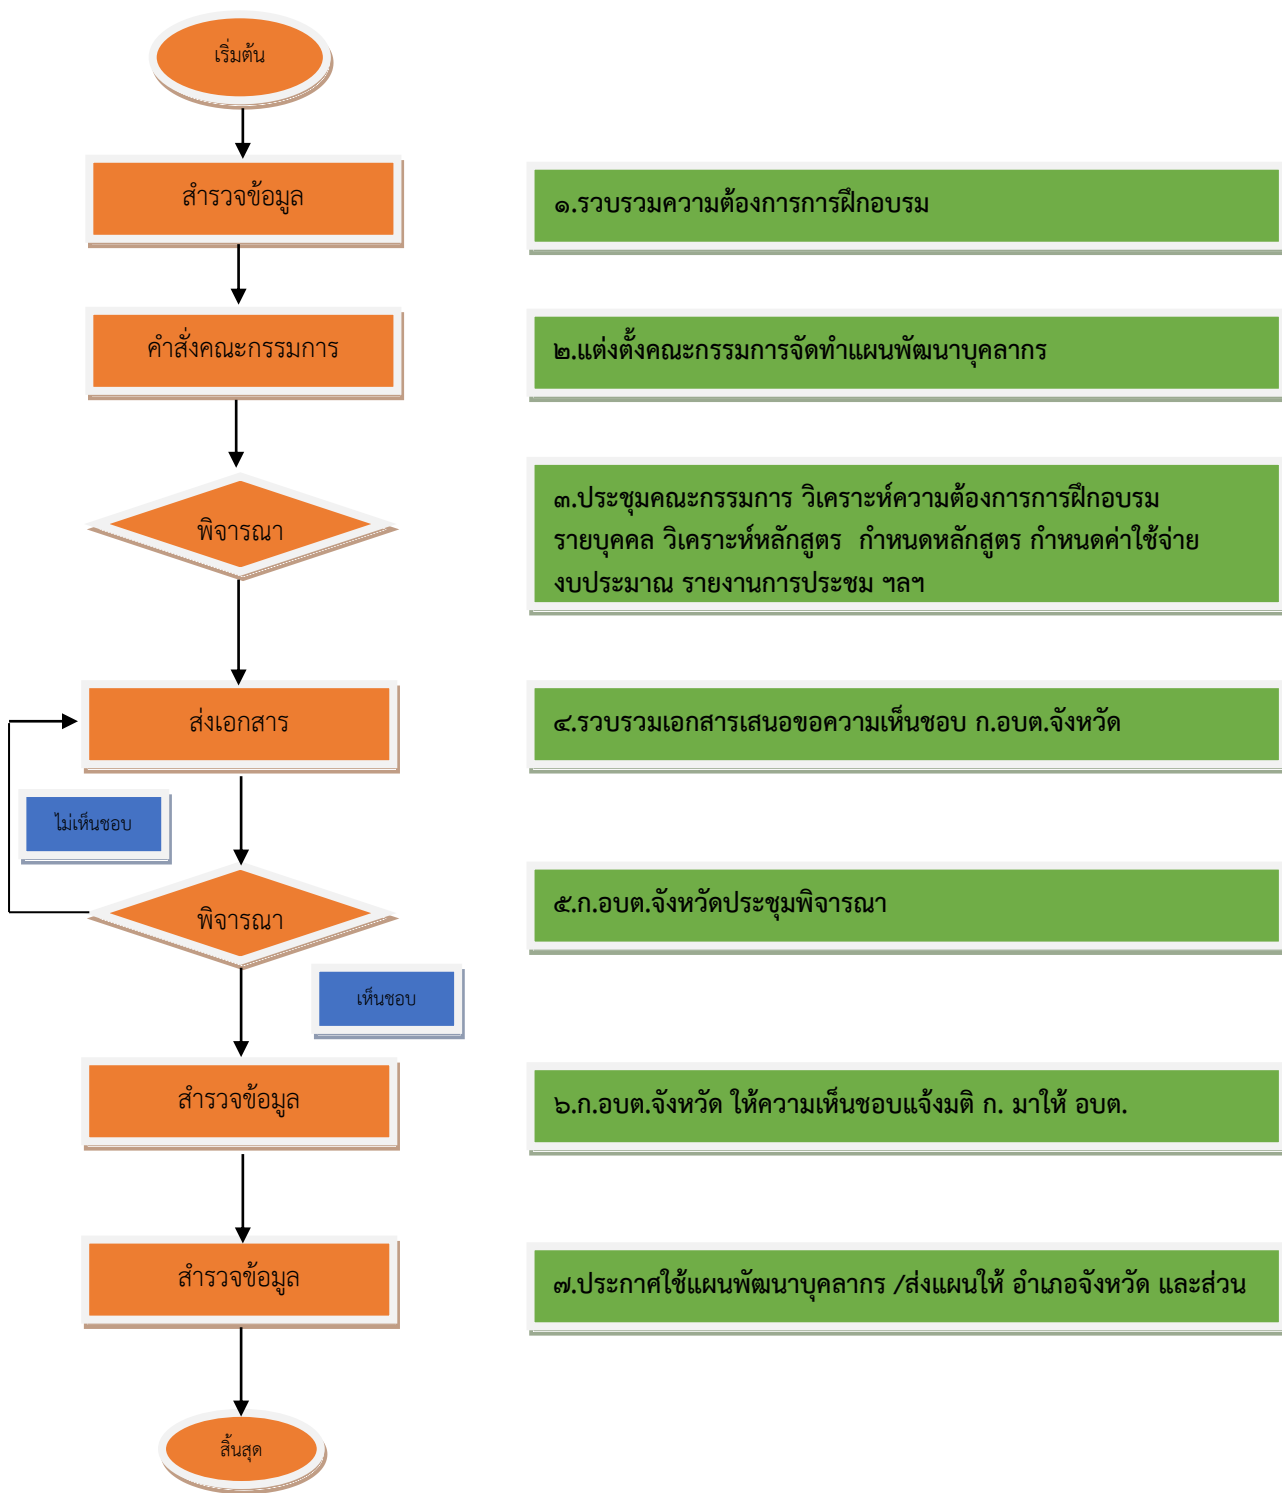 เริ่มต้น
สำรวจข้อมูล
๑.รวบรวมความต้องการการฝึกอบรม
คำสั่งคณะกรรมการ
๒.แต่งตั้งคณะกรรมการจัดทำแผนพัฒนาบุคลากร
พิจารณา
๓.ประชุมคณะกรรมการ วิเคราะห์ความต้องการการฝึกอบรม
รายบุคคล วิเคราะห์หลักสูตร กำหนดหลักสูตร กำหนดค่าใช้จ่าย
งบประมาณ รายงานการประชม ฯลฯ
ส่งเอกสาร
๔.รวบรวมเอกสารเสนอขอความเห็นชอบ ก.อบต.จังหวัด
ไม่เห็นชอบ
พิจารณา
๕.ก.อบต.จังหวัดประชุมพิจารณา
เห็นชอบ
สำรวจข้อมูล
๖.ก.อบต.จังหวัด ให้ความเห็นชอบแจ้งมติ ก. มาให้ อบต.
สำรวจข้อมูล
๗.ประกาศใช้แผนพัฒนาบุคลากร /ส่งแผนให้ อำเภอจังหวัด และส่วน
สิ้นสุด